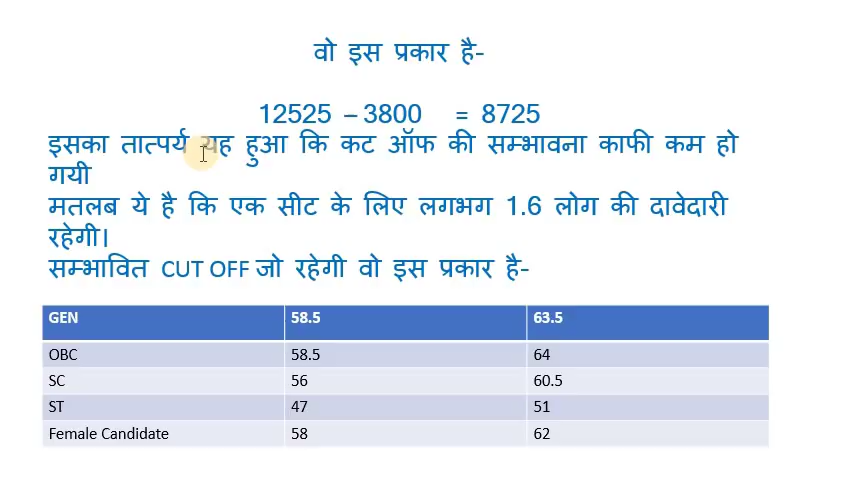 वो इस प्रकार है-
12525 – 3800 = 8725
इसका तात्पर्य यह हुआ कि कट ऑफ की सम्भावना काफी कम हो
गयी
मतलब ये है कि एक सीट के लिए लगभग 1.6 लोग की दावेदारी
रहेगी।
सम्भावित CUT OFF जो रहेगी वो इस प्रकार है-
GEN 58.5 63.5
OBC 58.5 64
SC 56 60.5
ST 47 51
Female Candidate 58 62